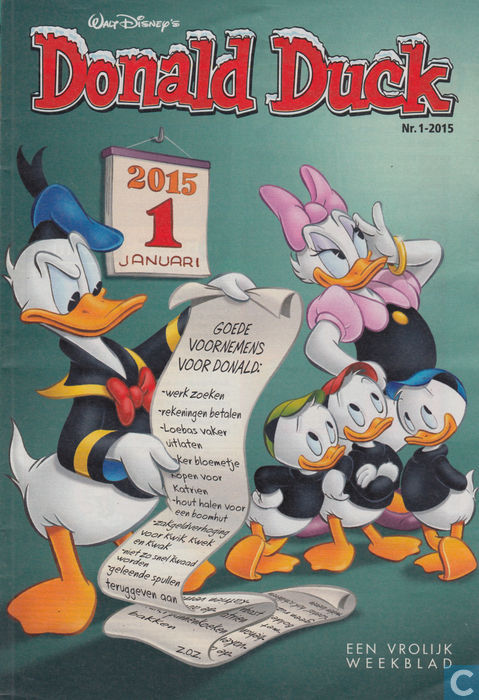 WALT DISNEY'S
Donald Duck
Nr. 1-2015
2015
1
JANUARI
GOEDE
VOORNEMENS
VOOR DONALD:
-werk zoeken
-rekeningen betalen
-Loebas vaker
uitlaten
ker bloemetje
kopen voor
Katrien
-hout halen voor
een boomhut
-zakgeldverhoging
voor Kwik, Kwek
en Kwak
-niet zo snel kwaad
worden
-geleende spullen
teruggeven aan
bakken
z.o.z.
EEN VROLIJK
WEEKBLAD
C